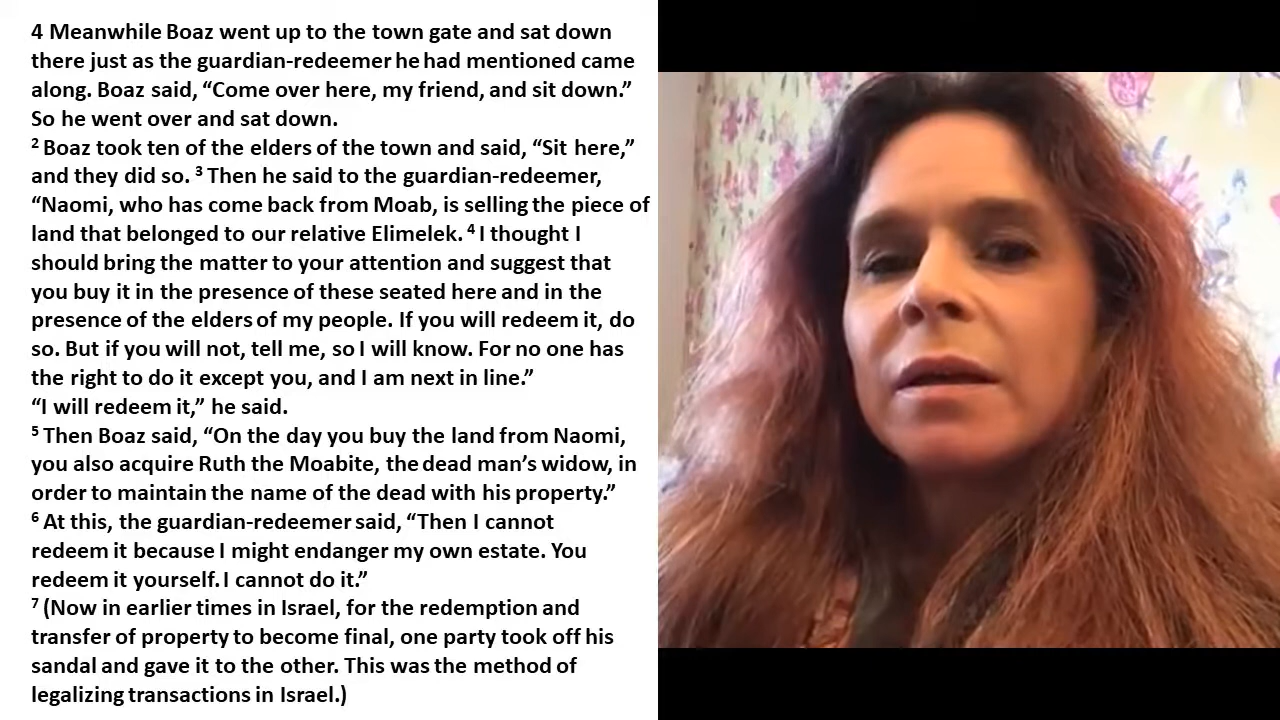 4 Meanwhile Boaz went up to the town gate and sat down
there just as the guardian-redeemer he had mentioned came
along. Boaz said, “Come over here, my friend, and sit down.”
So he went over and sat down.
² Boaz took ten of the elders of the town and said, “Sit here,”
and they did so. ³ Then he said to the guardian-redeemer,
“Naomi, who has come back from Moab, is selling the piece of
land that belonged to our relative Elimelek. ⁴ I thought I
should bring the matter to your attention and suggest that
you buy it in the presence of these seated here and in the
presence of the elders of my people. If you will redeem it, do
so. But if you will not, tell me, so I will know. For no one has
the right to do it except you, and I am next in line.”
“I will redeem it,” he said.
⁵ Then Boaz said, “On the day you buy the land from Naomi,
you also acquire Ruth the Moabite, the dead man’s widow, in
order to maintain the name of the dead with his property.”
⁶ At this, the guardian-redeemer said, “Then I cannot
redeem it because I might endanger my own estate. You
redeem it yourself. I cannot do it.”
⁷ (Now in earlier times in Israel, for the redemption and
transfer of property to become final, one party took off his
sandal and gave it to the other. This was the method of
legalizing transactions in Israel.)